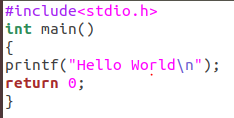 #include<stdio.h>
int main()
{
printf("Hello World\n");
return 0;
}